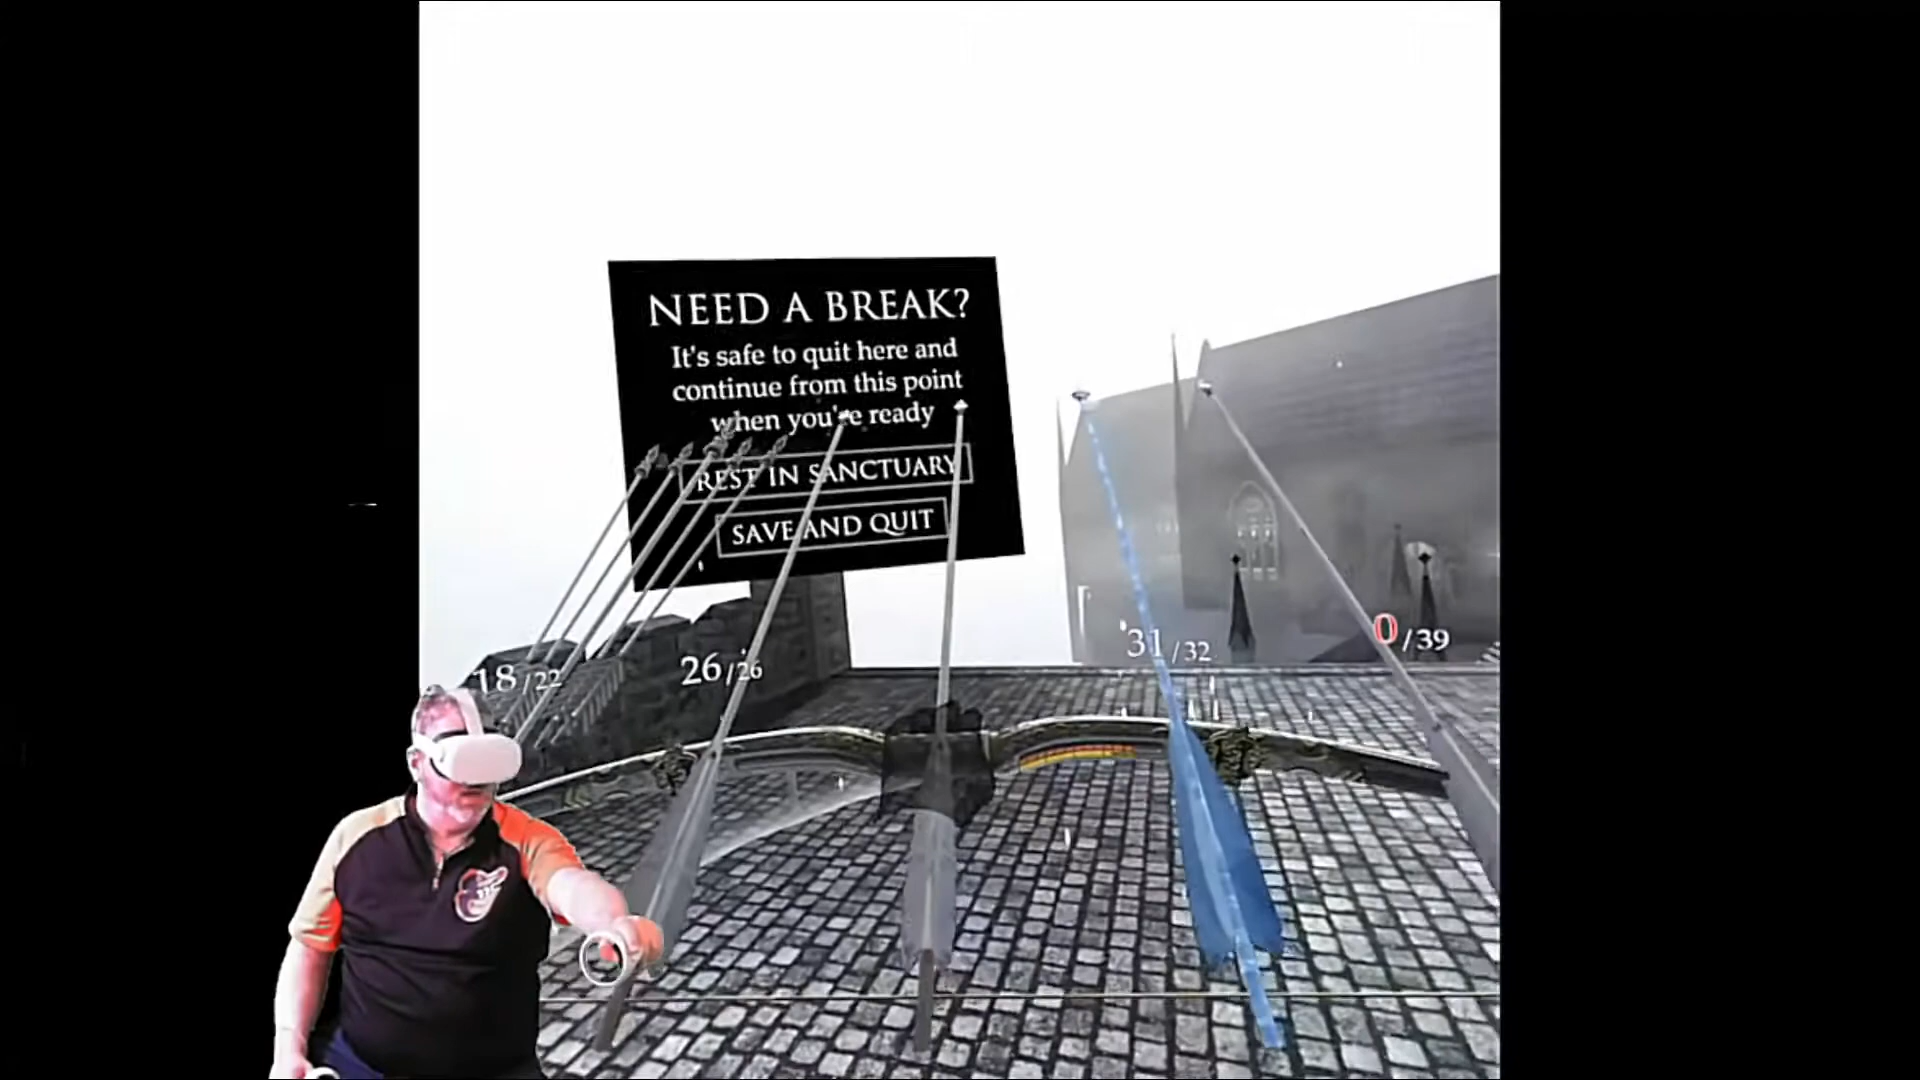 NEED A BREAK?
It's safe to quit here and
continue from this point
when you're ready
REST IN SANCTUARY
SAVE AND QUIT
18/22
26/26
31/32
0/39